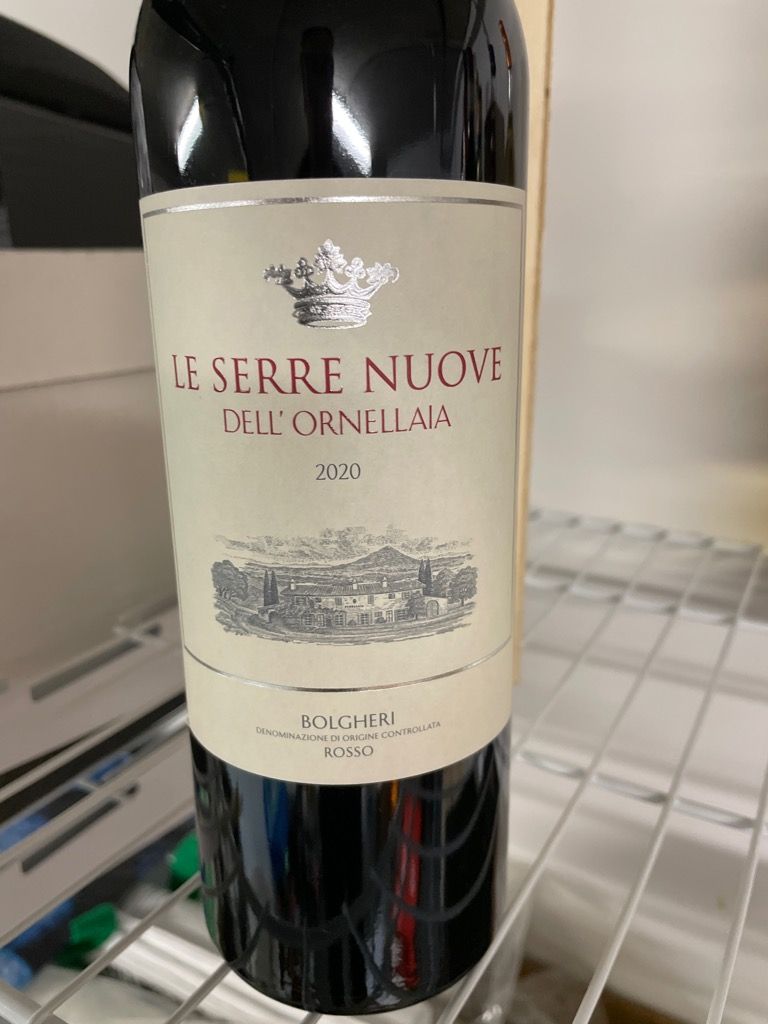 LE SERRE NUOVE
DELL' ORNELLAIA
2020
BOLGHERI
DENOMINAZIONE DI ORIGINE CONTROLLATA
ROSSO